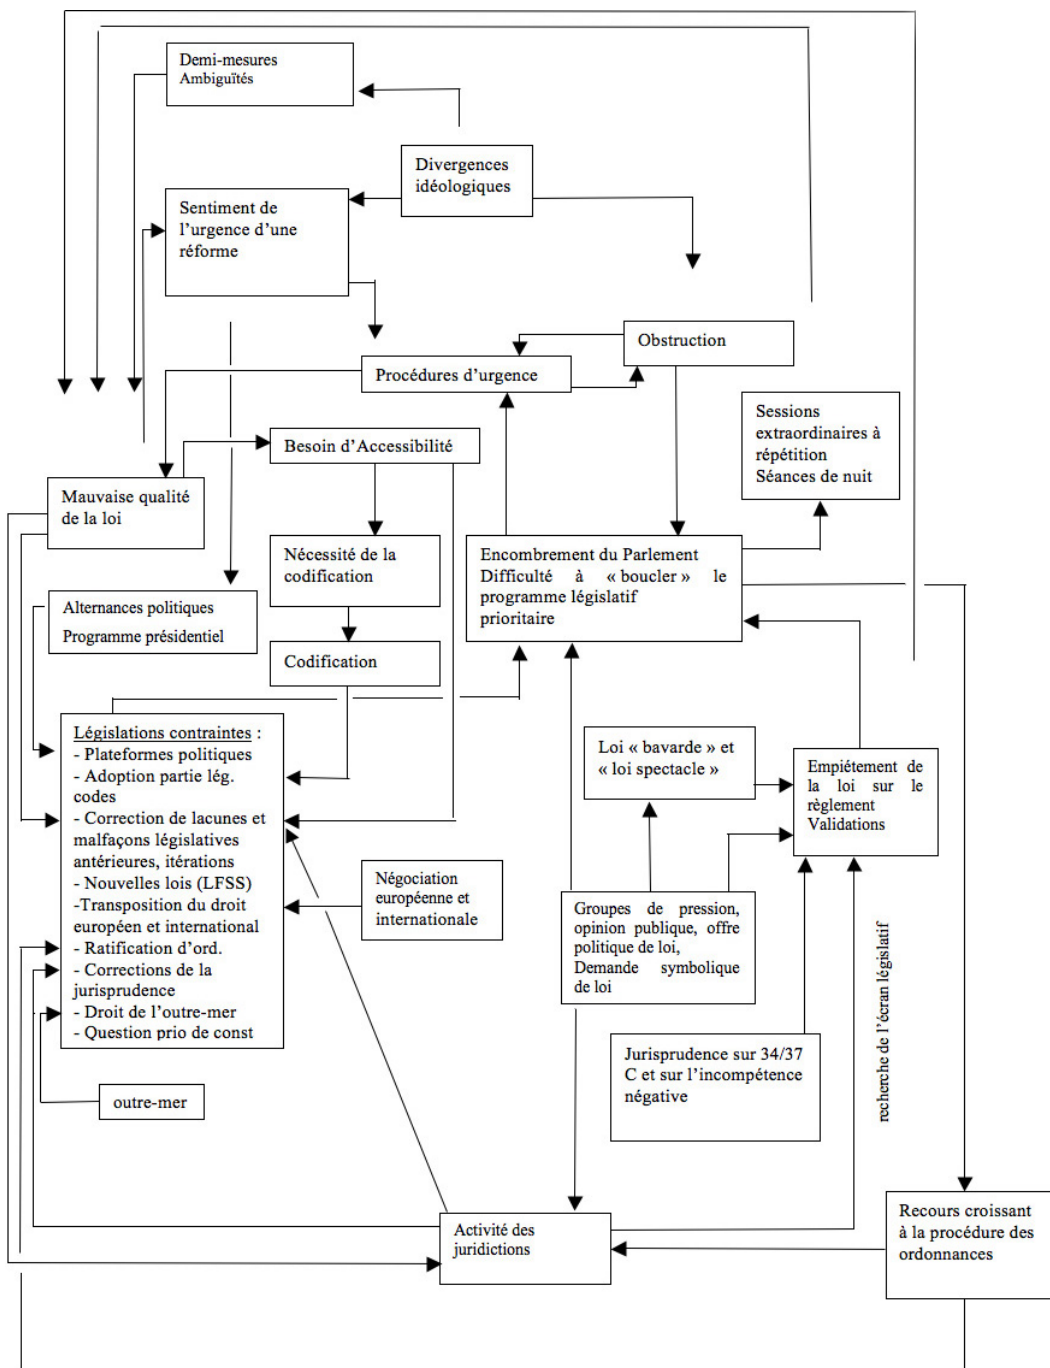 Demi-mesures
Ambiguïtés
Divergences
idéologiques
Sentiment de
l’urgence d’une
réforme
Obstruction
Procédures d’urgence
Sessions
extraordinaires à
répétition
Séances de nuit
Besoin d’Accessibilité
Mauvaise qualité
de la loi
Nécessité de la
codification
Encombrement du Parlement
Difficulté à « boucler » le
programme législatif
prioritaire
Alternances politiques
Programme présidentiel
Codification
Législations contraintes :
- Plateformes politiques
- Adoption partie lég.
codes
- Correction de lacunes et
malfaçons législatives
antérieures, itérations
- Nouvelles lois (LFSS)
-Transposition du droit
européen et international
- Ratification d’ord.
- Corrections de la
jurisprudence
- Droit de l’outre-mer
- Question prio de const
Loi « bavarde » et
« loi spectacle »
Empiétement de
la loi sur le
règlement
Validations
Négociation
européenne et
internationale
Groupes de pression,
opinion publique, offre
politique de loi,
Demande symbolique
de loi
recherche de l’écran législatif
Jurisprudence sur 34/37
C et sur l’incompétence
négative
outre-mer
Activité des
juridictions
Recours croissant
à la procédure des
ordonnances